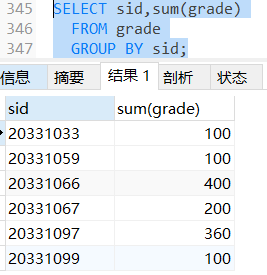 345 SELECT sid,sum(grade)
346 FROM grade
347 GROUP BY sid;
信息 摘要 结果 1 剖析 状态
sid sum(grade)
20331033 100
20331059 100
20331066 400
20331067 200
20331097 360
20331099 100